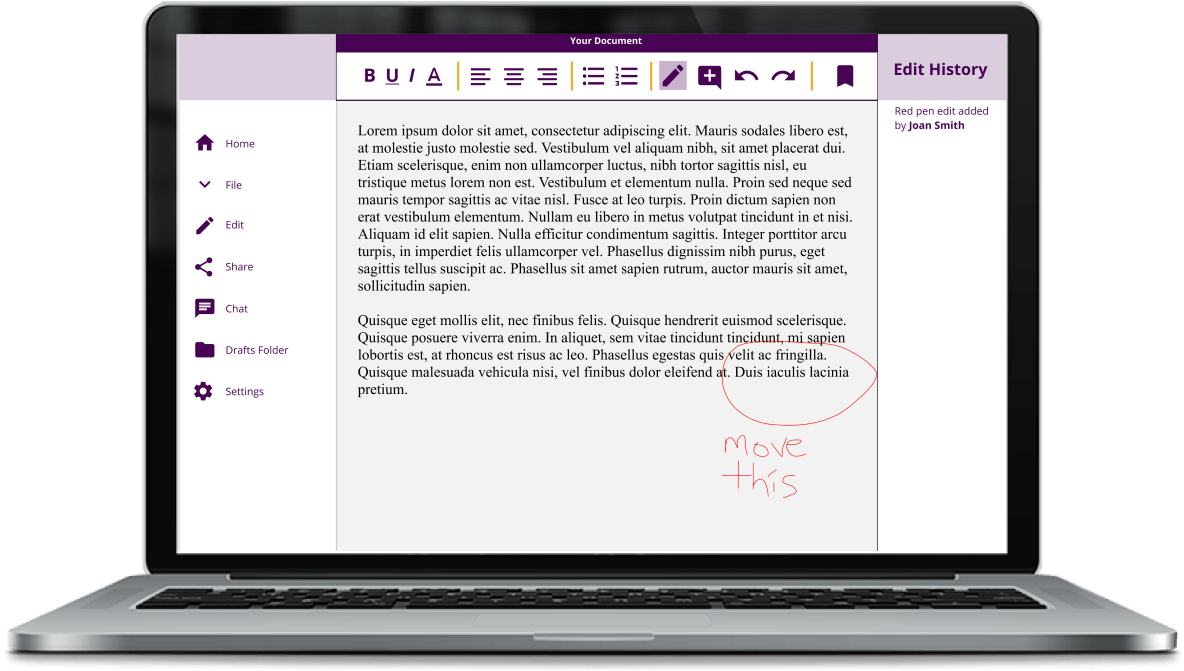 Your Document
B U I A
1
2
3
Edit History
Red pen edit added
by Joan Smith
Home
File
Edit
Share
Chat
Drafts Folder
Settings
Lorem ipsum dolor sit amet, consectetur adipiscing elit. Mauris sodales libero est,
at molestie justo molestie sed. Vestibulum vel aliquam nibh, sit amet placerat dui.
Etiam scelerisque, enim non ullamcorper luctus, nibh tortor sagittis nisl, eu
tristique metus lorem non est. Vestibulum et elementum nulla. Proin sed neque sed
mauris tempor sagittis ac vitae nisl. Fusce at leo turpis. Proin dictum sapien non
erat vestibulum elementum. Nullam eu libero in metus volutpat tincidunt in et nisi.
Aliquam id elit sapien. Nulla efficitur condimentum sagittis. Integer porttitor arcu
turpis, in imperdiet felis ullamcorper vel. Phasellus dignissim nibh purus, eget
sagittis tellus suscipit ac. Phasellus sit amet sapien rutrum, auctor mauris sit amet,
sollicitudin sapien.
Quisque eget mollis elit, nec finibus felis. Quisque hendrerit euismod scelerisque.
Quisque posuere viverra enim. In aliquet, sem vitae tincidunt tincidunt, mi sapien
lobortis est, at rhoncus est risus ac leo. Phasellus egestas quis velit ac fringilla.
Quisque malesuada vehicula nisi, vel finibus dolor eleifend at. Duis iaculis lacinia
pretium.
move
this